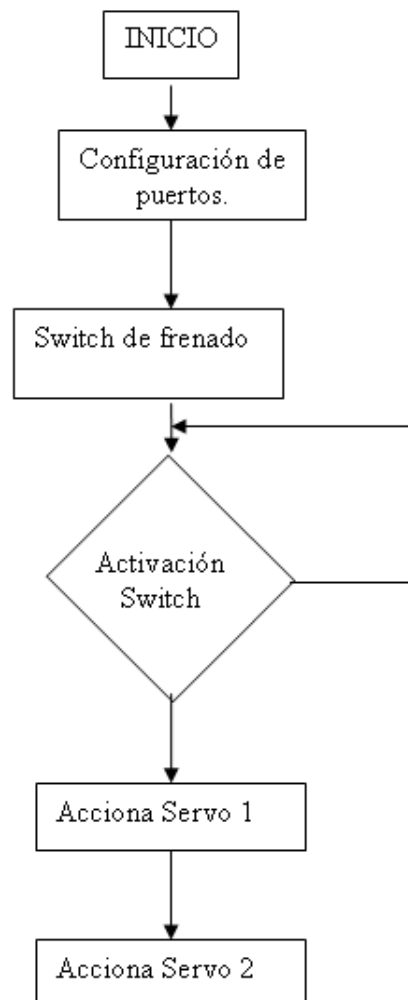 INICIO
Configuración de
puertos.
Switch de frenado
Activación
Switch
Acciona Servo 1
Acciona Servo 2